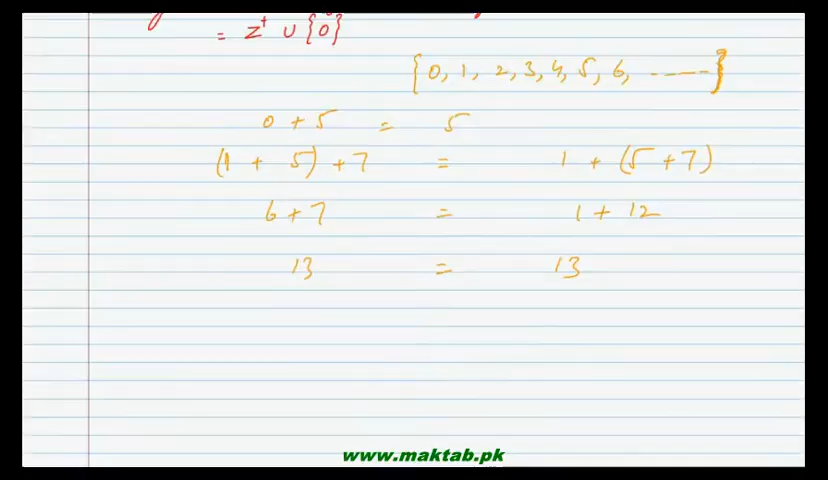 = Z⁺ ∪ {0}
{0, 1, 2, 3, 4, 5, 6, ------}
0 + 5 = 5
(1 + 5) + 7 = 1 + (5 + 7)
6 + 7 = 1 + 12
13 = 13
www.maktab.pk